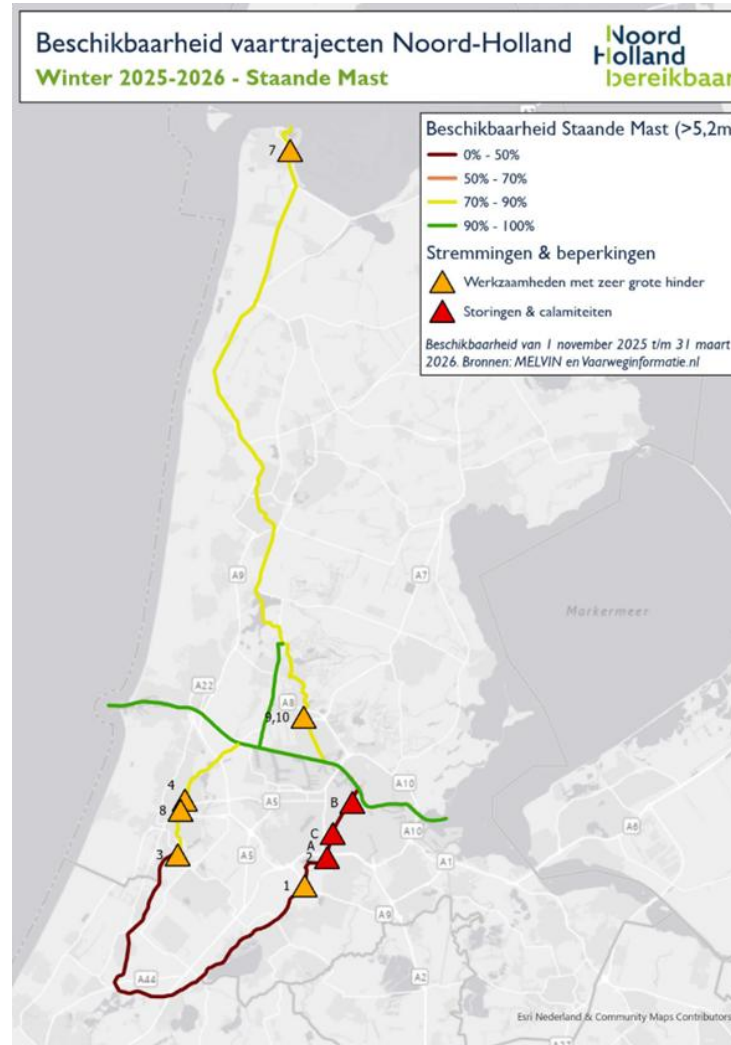 Beschikbaarheid vaartrajecten Noord-Holland
Winter 2025-2026 - Staande Mast
Noord
Holland
bereikbaar
Beschikbaarheid Staande Mast (>5,2m
0% - 50%
50% - 70%
70% - 90%
90% - 100%
Stremmingen & beperkingen
Werkzaamheden met zeer grote hinder
Storingen & calamiteiten
Beschikbaarheid van 1 november 2025 t/m 31 maart
2026. Bronnen: MELVIN en Vaarweginformatie.nl
7
A9
A7
Markermeer
A22
A8
9,10
4
8
A5
B
A10
A10
A6
C
A
2
3
A5
A1
1
A9
A44
A2
Esri Nederland & Community Maps Contributors
A27